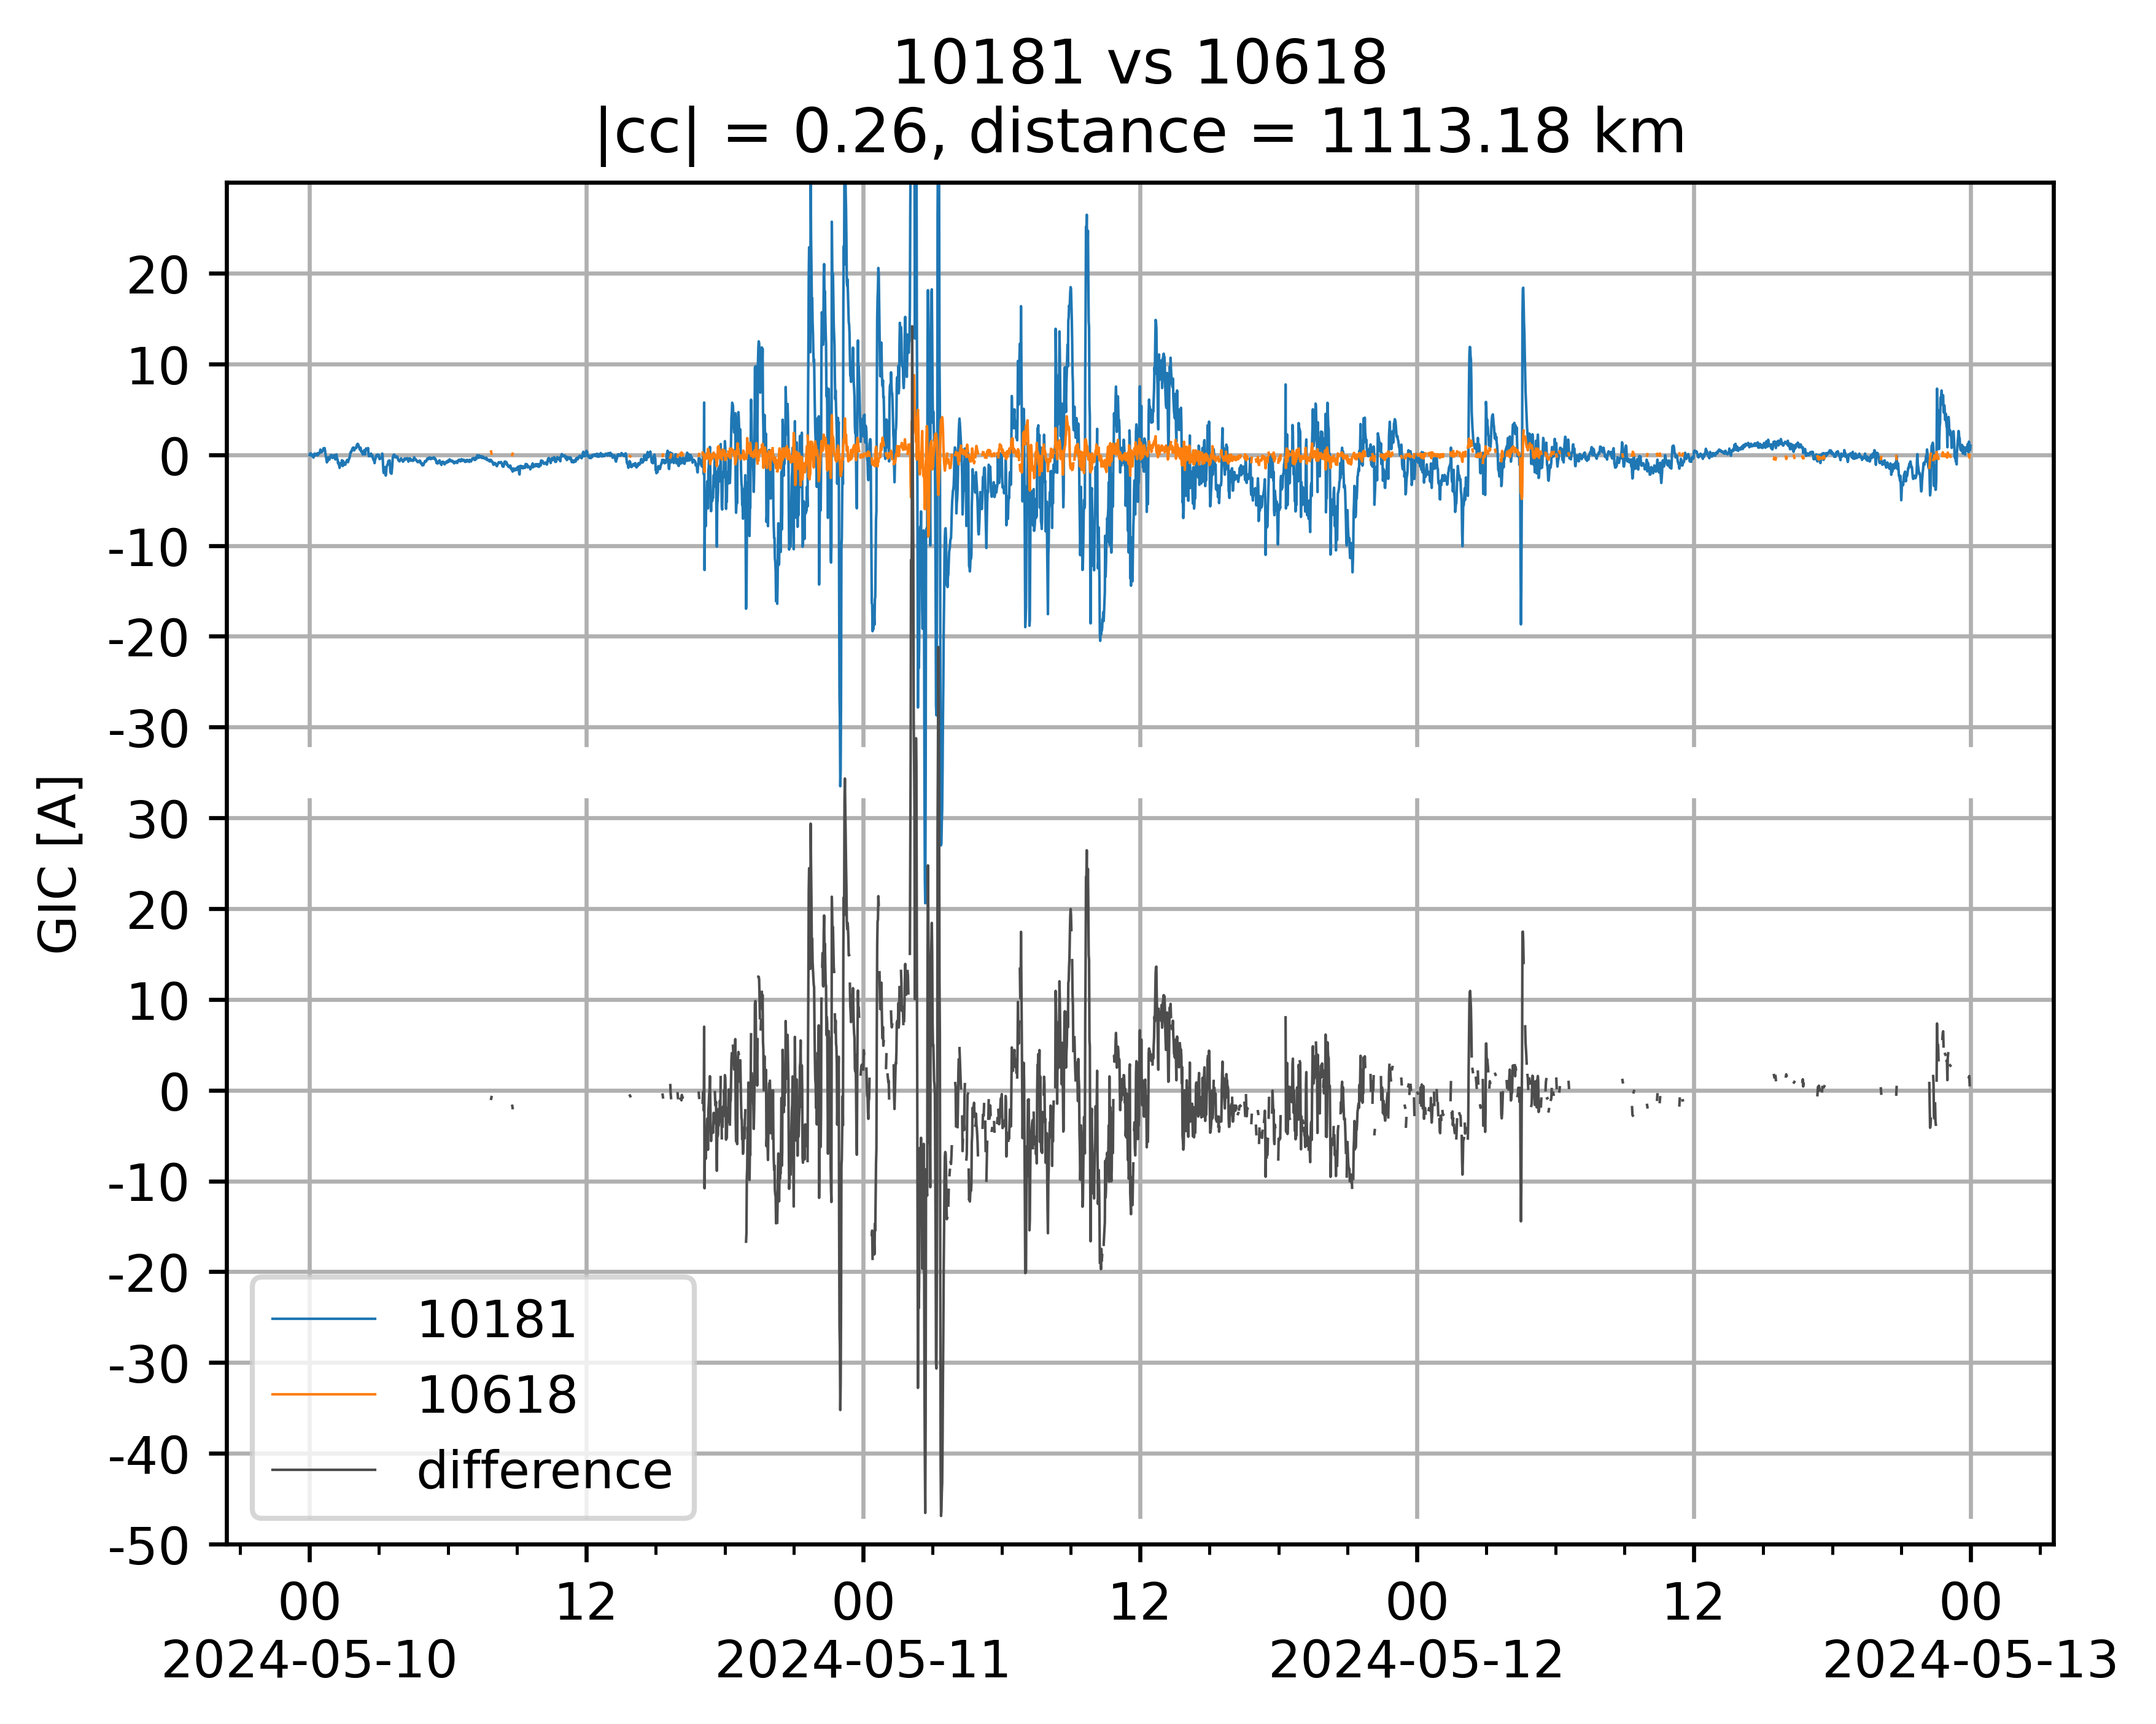 10181 vs 10618
|cc| = 0.26, distance = 1113.18 km
GIC [A]
20
10
0
-10
-20
-30
30
20
10
0
-10
-20
-30
-40
-50
10181
10618
difference
00 12 00 12 00 12 00
2024-05-10 2024-05-11 2024-05-12 2024-05-13